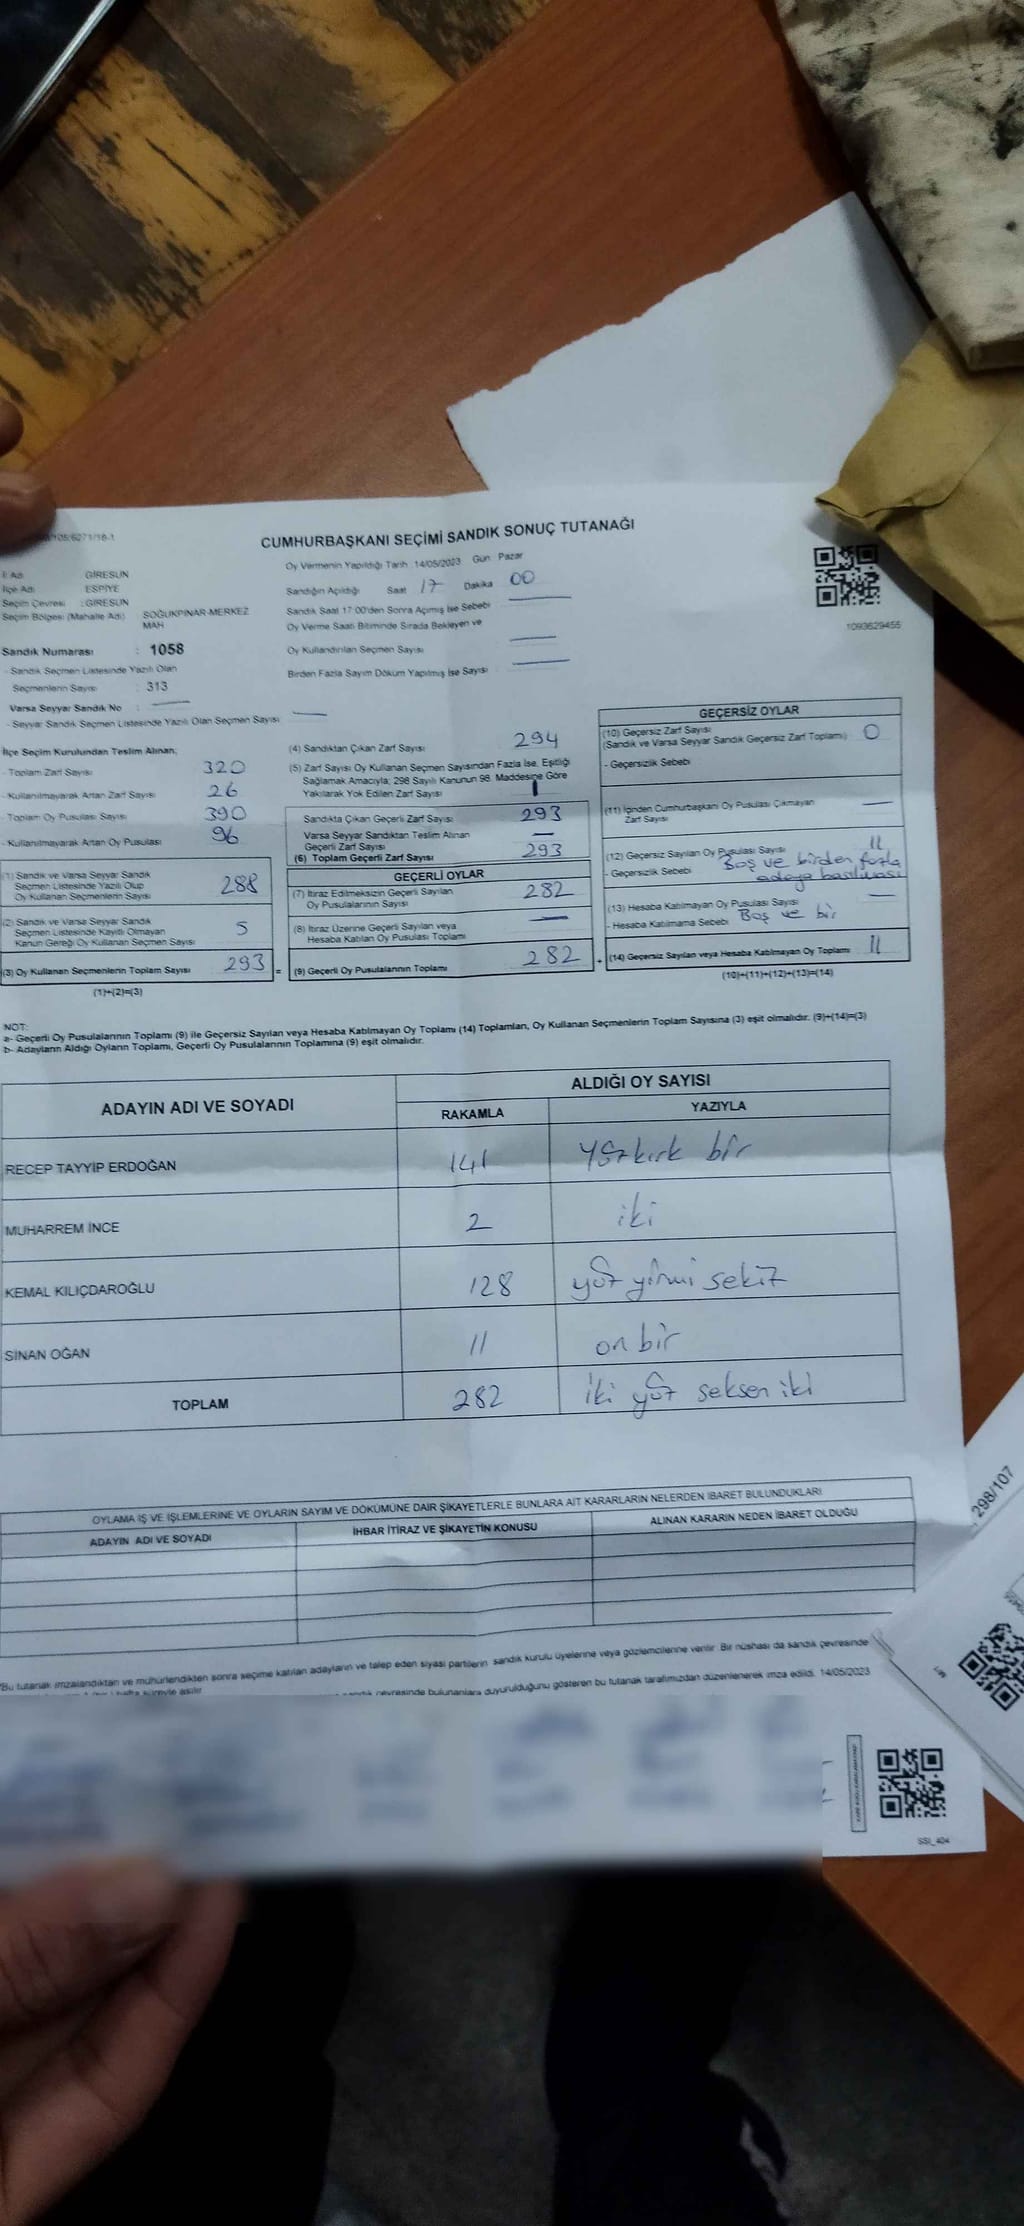 105/6271/16-1
CUMHURBAŞKANI SEÇİMİ SANDIK SONUÇ TUTANAĞI
İl Adı GİRESUN
İlçe Adı ESPİYE
Seçim Çevresi : GİRESUN
Seçim Bölgesi (Mahalle Adı) SOĞUKPINAR-MERKEZ MAH
Sandık Numarası : 1058
- Sandık Seçmen Listesinde Yazılı Olan
Seçmenlerin Sayısı : 313
Varsa Seyyar Sandık No :
- Seyyar Sandık Seçmen Listesinde Yazılı Olan Seçmen Sayısı
Oy Vermenin Yapıldığı Tarih 14/05/2023 Gün : Pazar
Sandığın Açıldığı Saat 17 Dakika 00
Sandık Saat 17:00'den Sonra Açılmış İse Sebebi
Oy Verme Saati Bitiminde Sırada Bekleyen ve
Oy Kullandırılan Seçmen Sayısı
Birden Fazla Sayım Döküm Yapılmış İse Sayısı
1093629455
İlçe Seçim Kurulundan Teslim Alınan;
- Toplam Zarf Sayısı 320
- Kullanılmayarak Artan Zarf Sayısı 26
- Toplam Oy Pusulası Sayısı 390
- Kullanılmayarak Artan Oy Pusulası 96
(1) Sandık ve Varsa Seyyar Sandık
Seçmen Listesinde Yazılı Olup
Oy Kullanan Seçmenlerin Sayısı 288
(2) Sandık ve Varsa Seyyar Sandık
Seçmen Listesinde Kayıtlı Olmayan
Kanun Gereği Oy Kullanan Seçmen Sayısı 5
(3) Oy Kullanan Seçmenlerin Toplam Sayısı 293 =
(1)+(2)=(3)
(4) Sandıktan Çıkan Zarf Sayısı 294
(5) Zarf Sayısı Oy Kullanan Seçmen Sayısından Fazla İse, Eşitliği
Sağlamak Amacıyla; 298 Sayılı Kanunun 98. Maddesine Göre
Yakılarak Yok Edilen Zarf Sayısı 1
Sandıkta Çıkan Geçerli Zarf Sayısı 293
Varsa Seyyar Sandıktan Teslim Alınan
Geçerli Zarf Sayısı
(6) Toplam Geçerli Zarf Sayısı 293
GEÇERLİ OYLAR
(7) İtiraz Edilmeksizin Geçerli Sayılan
Oy Pusulalarının Sayısı 282
(8) İtiraz Üzerine Geçerli Sayılan veya
Hesaba Katılan Oy Pusulası Toplamı
(9) Geçerli Oy Pusulalarının Toplamı 282 +
GEÇERSİZ OYLAR
(10) Geçersiz Zarf Sayısı
(Sandık ve Varsa Seyyar Sandık Geçersiz Zarf Toplamı) 0
- Geçersizlik Sebebi
(11) İçinden Cumhurbaşkanı Oy Pusulası Çıkmayan
Zarf Sayısı
(12) Geçersiz Sayılan Oy Pusulası Sayısı 11
- Geçersizlik Sebebi Boş ve birden fazla
adaya basılması
(13) Hesaba Katılmayan Oy Pusulası Sayısı
- Hesaba Katılmama Sebebi Boş ve bir
(14) Geçersiz Sayılan veya Hesaba Katılmayan Oy Toplamı 11
(10)+(11)+(12)+(13)=(14)
NOT:
a- Geçerli Oy Pusulalarının Toplamı (9) ile Geçersiz Sayılan veya Hesaba Katılmayan Oy Toplamı (14) Toplamları, Oy Kullanan Seçmenlerin Toplam Sayısına (3) eşit olmalıdır. (9)+(14)=(3)
b- Adayların Aldığı Oyların Toplamı, Geçerli Oy Pusulalarının Toplamına (9) eşit olmalıdır.
ADAYIN ADI VE SOYADI
ALDIĞI OY SAYISI
RAKAMLA YAZIYLA
RECEP TAYYİP ERDOĞAN 141 yüzkırk bir
MUHARREM İNCE 2 iki
KEMAL KILIÇDAROĞLU 128 yüz yirmi sekiz
SİNAN OĞAN 11 on bir
TOPLAM 282 iki yüz seksen iki
OYLAMA İŞ VE İŞLEMLERİNE VE OYLARIN SAYIM VE DÖKÜMÜNE DAİR ŞİKAYETLERLE BUNLARA AİT KARARLARIN NELERDEN İBARET BULUNDUKLARI
ADAYIN ADI VE SOYADI İHBAR İTİRAZ VE ŞİKAYETİN KONUSU ALINAN KARARIN NEDEN İBARET OLDUĞU
Bu tutanak imzalandıktan ve mühürlendikten sonra seçime katılan adayların ve talep eden siyasi partilerin sandık kurulu üyelerine veya gözlemcilerine verilir. Bir nüshası da sandık çevresinde
çevresinde bulunanlara duyurulduğunu gösteren bu tutanak tarafımızdan düzenlenerek imza edildi. 14/05/2023
298/107
SSI_404